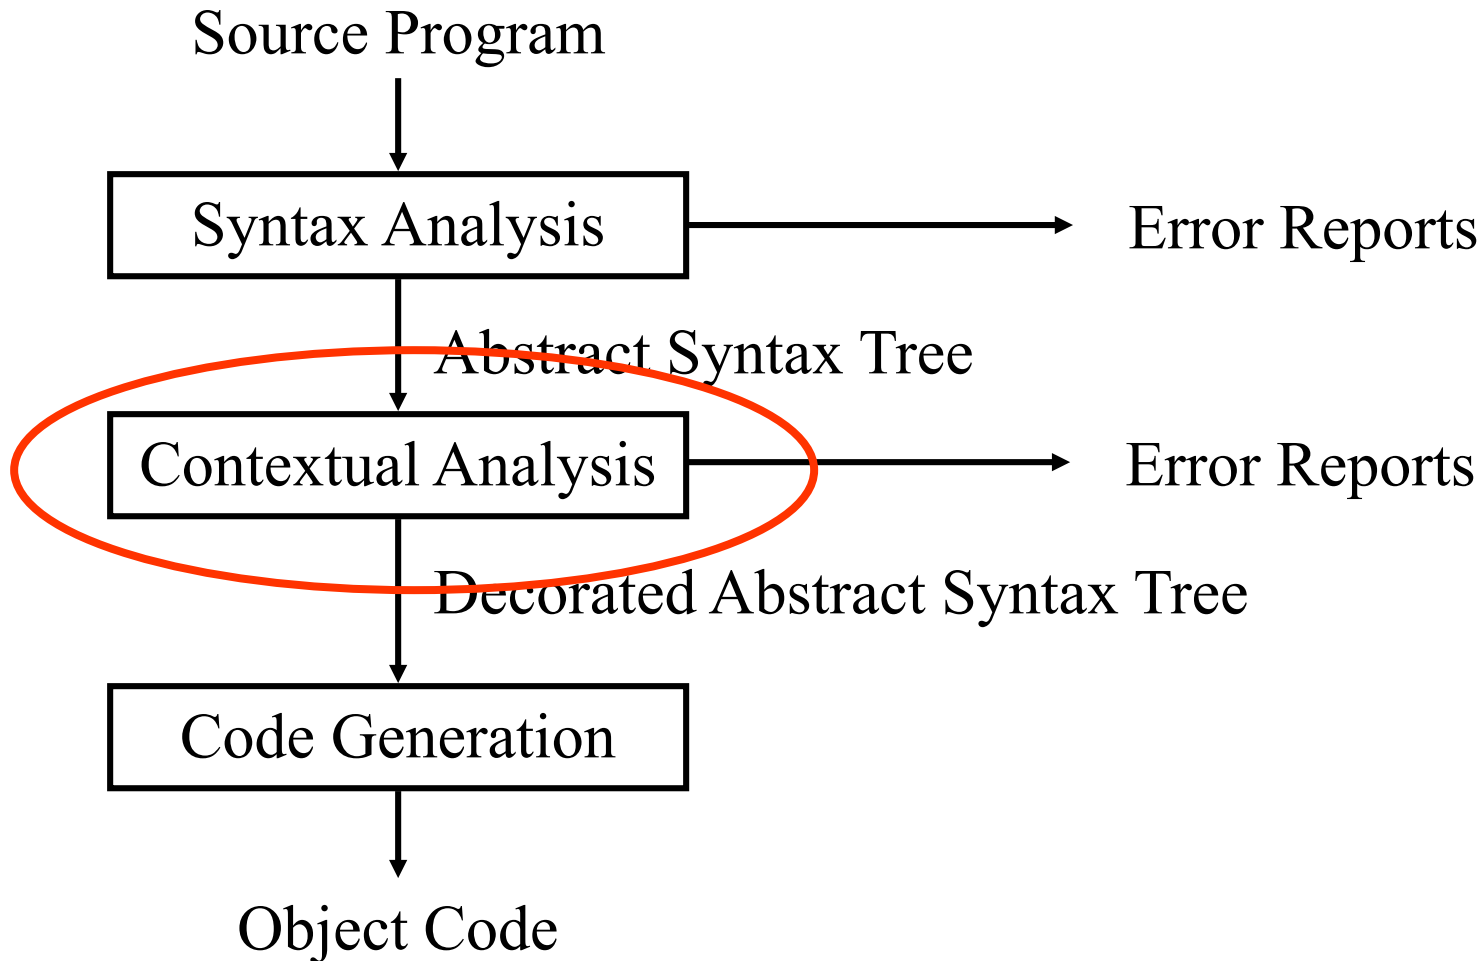 Source Program
Syntax Analysis
Error Reports
Abstract Syntax Tree
Contextual Analysis
Error Reports
Decorated Abstract Syntax Tree
Code Generation
Object Code